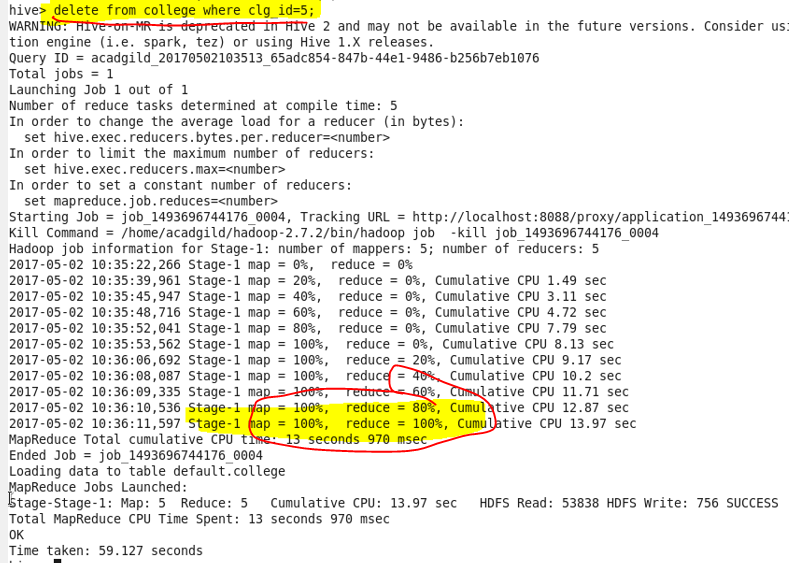 hive> delete from college where clg_id=5;
WARNING: Hive-on-MR is deprecated in Hive 2 and may not be available in the future versions. Consider us
tion engine (i.e. spark, tez) or using Hive 1.X releases.
Query ID = acadgild_20170502103513_65adc854-847b-44e1-9486-b256b7eb1076
Total jobs = 1
Launching Job 1 out of 1
Number of reduce tasks determined at compile time: 5
In order to change the average load for a reducer (in bytes):
  set hive.exec.reducers.bytes.per.reducer=<number>
In order to limit the maximum number of reducers:
  set hive.exec.reducers.max=<number>
In order to set a constant number of reducers:
  set mapreduce.job.reduces=<number>
Starting Job = job_1493696744176_0004, Tracking URL = http://localhost:8088/proxy/application_14936967441
Kill Command = /home/acadgild/hadoop-2.7.2/bin/hadoop job  -kill job_1493696744176_0004
Hadoop job information for Stage-1: number of mappers: 5; number of reducers: 5
2017-05-02 10:35:22,266 Stage-1 map = 0%,  reduce = 0%
2017-05-02 10:35:39,961 Stage-1 map = 20%,  reduce = 0%, Cumulative CPU 1.49 sec
2017-05-02 10:35:45,947 Stage-1 map = 40%,  reduce = 0%, Cumulative CPU 3.11 sec
2017-05-02 10:35:48,716 Stage-1 map = 60%,  reduce = 0%, Cumulative CPU 4.72 sec
2017-05-02 10:35:52,041 Stage-1 map = 80%,  reduce = 0%, Cumulative CPU 7.79 sec
2017-05-02 10:35:53,562 Stage-1 map = 100%,  reduce = 0%, Cumulative CPU 8.13 sec
2017-05-02 10:36:06,692 Stage-1 map = 100%,  reduce = 20%, Cumulative CPU 9.17 sec
2017-05-02 10:36:08,087 Stage-1 map = 100%,  reduce = 40%, Cumulative CPU 10.2 sec
2017-05-02 10:36:09,335 Stage-1 map = 100%,  reduce = 60%, Cumulative CPU 11.71 sec
2017-05-02 10:36:10,536 Stage-1 map = 100%,  reduce = 80%, Cumulative CPU 12.87 sec
2017-05-02 10:36:11,597 Stage-1 map = 100%,  reduce = 100%, Cumulative CPU 13.97 sec
MapReduce Total cumulative CPU time: 13 seconds 970 msec
Ended Job = job_1493696744176_0004
Loading data to table default.college
MapReduce Jobs Launched:
Stage-Stage-1: Map: 5  Reduce: 5   Cumulative CPU: 13.97 sec   HDFS Read: 53838 HDFS Write: 756 SUCCESS
Total MapReduce CPU Time Spent: 13 seconds 970 msec
OK
Time taken: 59.127 seconds